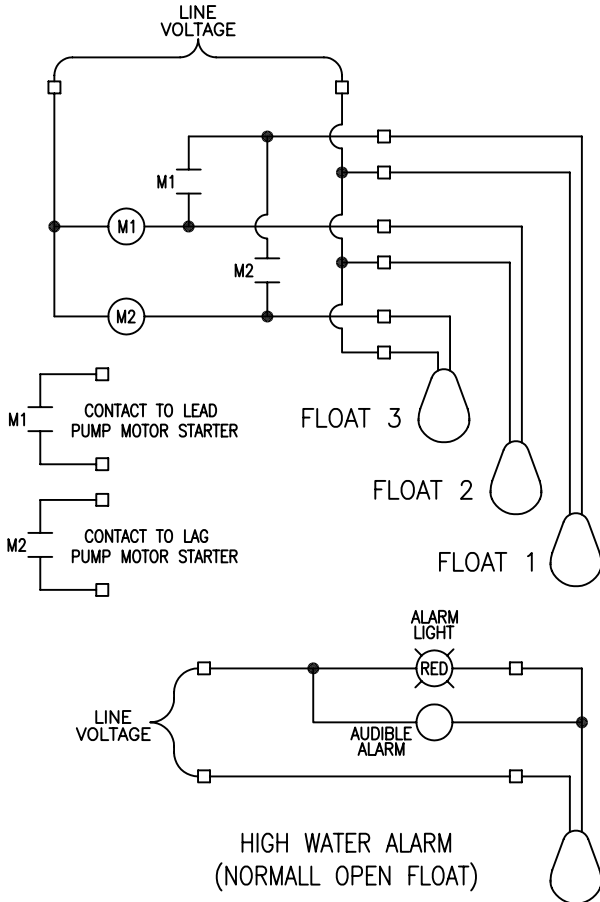 LINE
VOLTAGE
M1
M1
M2
M2
M1
CONTACT TO LEAD
PUMP MOTOR STARTER
FLOAT 3
FLOAT 2
M2
CONTACT TO LAG
PUMP MOTOR STARTER
FLOAT 1
ALARM
LIGHT
RED
LINE
VOLTAGE
AUDIBLE
ALARM
HIGH WATER ALARM
(NORMALL OPEN FLOAT)